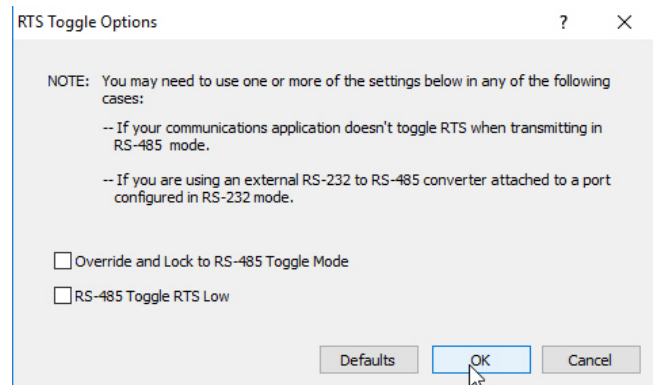 RTS Toggle Options
NOTE: You may need to use one or more of the settings below in any of the following
cases:
-- If your communications application doesn't toggle RTS when transmitting in
RS-485 mode.
-- If you are using an external RS-232 to RS-485 converter attached to a port
configured in RS-232 mode.
Override and Lock to RS-485 Toggle Mode
RS-485 Toggle RTS Low
Defaults OK Cancel